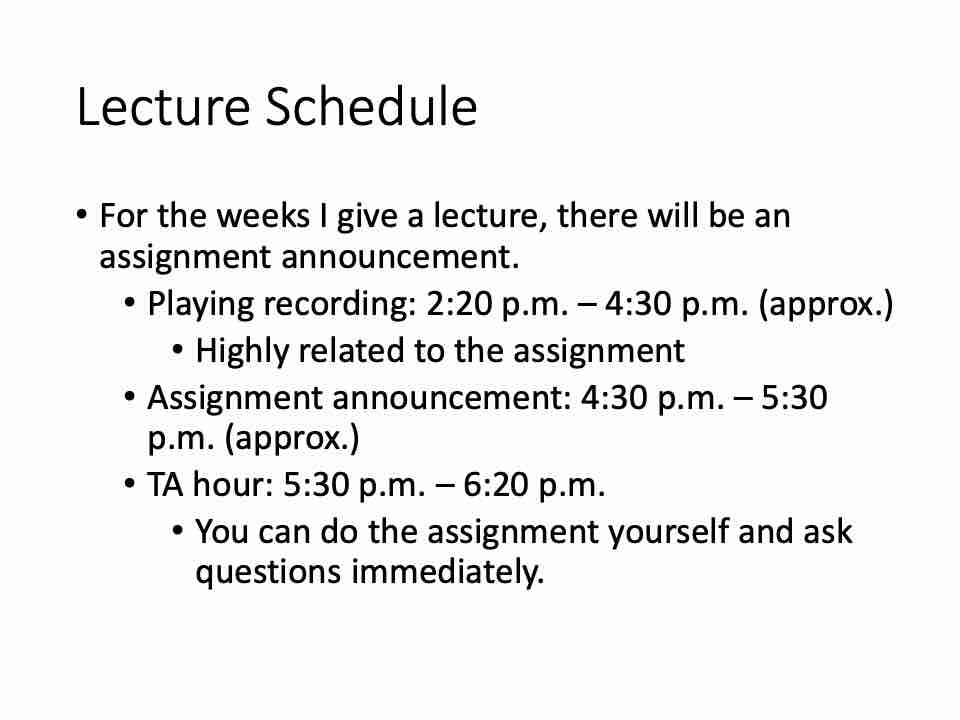 Lecture Schedule
• For the weeks I give a lecture, there will be an
assignment announcement.
• Playing recording: 2:20 p.m. – 4:30 p.m. (approx.)
• Highly related to the assignment
• Assignment announcement: 4:30 p.m. – 5:30
p.m. (approx.)
• TA hour: 5:30 p.m. – 6:20 p.m.
• You can do the assignment yourself and ask
questions immediately.